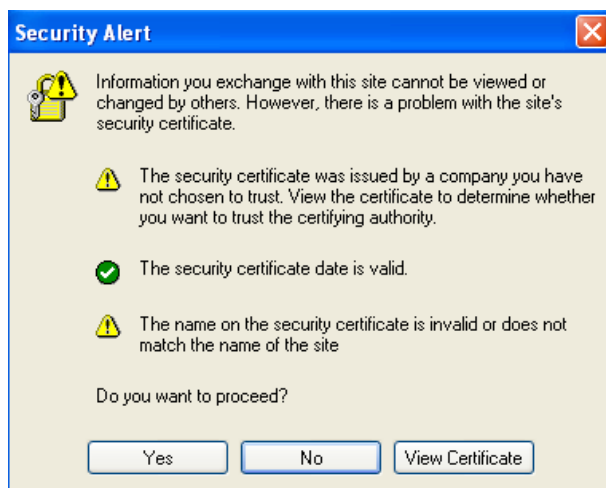 Security Alert
Information you exchange with this site cannot be viewed or
changed by others. However, there is a problem with the site's
security certificate.
The security certificate was issued by a company you have
not chosen to trust. View the certificate to determine whether
you want to trust the certifying authority.
The security certificate date is valid.
The name on the security certificate is invalid or does not
match the name of the site
Do you want to proceed?
Yes No View Certificate